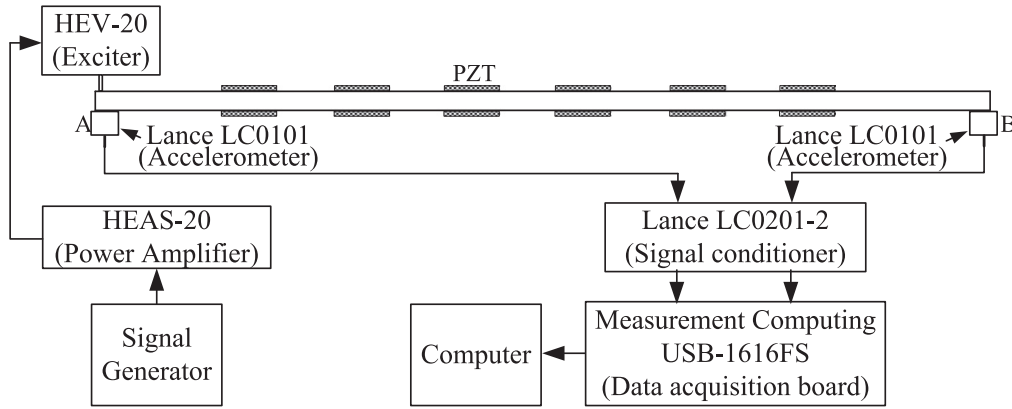 HEV-20
(Exciter)
PZT
A
Lance LC0101
(Accelerometer)
Lance LC0101
(Accelerometer)
B
HEAS-20
(Power Amplifier)
Lance LC0201-2
(Signal conditioner)
Signal
Generator
Computer
Measurement Computing
USB-1616FS
(Data acquisition board)